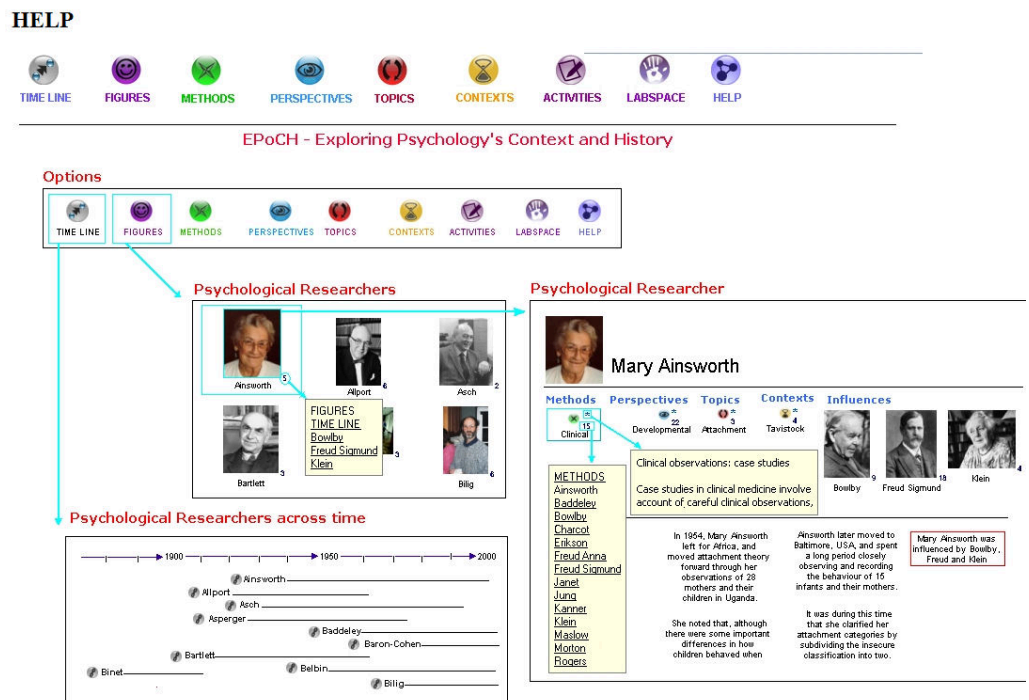 HELP
TIME LINE FIGURES METHODS PERSPECTIVES TOPICS CONTEXTS ACTIVITIES LABSPACE HELP
EPoCH - Exploring Psychology's Context and History
Options
TIME LINE FIGURES METHODS PERSPECTIVES TOPICS CONTEXTS ACTIVITIES LABSPACE HELP
Psychological Researchers
Ainsworth 5
Allport 6
Asch 2
FIGURES
TIME LINE
Bowlby
Freud Sigmund
Klein
Bartlett 3
3
Bilig 6
Psychological Researcher
Mary Ainsworth
Methods Perspectives Topics Contexts Influences
* * * *
15 22 3 4
Clinical Developmental Attachment Tavistock
Bowlby 9
Freud Sigmund 18
Klein 4
Clinical observations: case studies
Case studies in clinical medicine involve
account of careful clinical observations,
METHODS
Ainsworth
Baddeley
Bowlby
Charcot
Erikson
Freud Anna
Freud Sigmund
Janet
Jung
Kanner
Klein
Maslow
Morton
Rogers
In 1954, Mary Ainsworth
left for Africa, and
moved attachment theory
forward through her
observations of 28
mothers and their
children in Uganda.
She noted that, although
there were some important
differences in how
children behaved when
Ainsworth later moved to
Baltimore, USA, and spent
a long period closely
observing and recording
the behaviour of 15
infants and their mothers.
It was during this time
that she clarified her
attachment categories by
subdividing the insecure
classification into two.
Mary Ainsworth was
influenced by Bowlby,
Freud and Klein
Psychological Researchers across time
1900 1950 2000
Ainsworth
Allport
Asch
Asperger
Baddeley
Baron-Cohen
Bartlett
Binet
Belbin
Bilig